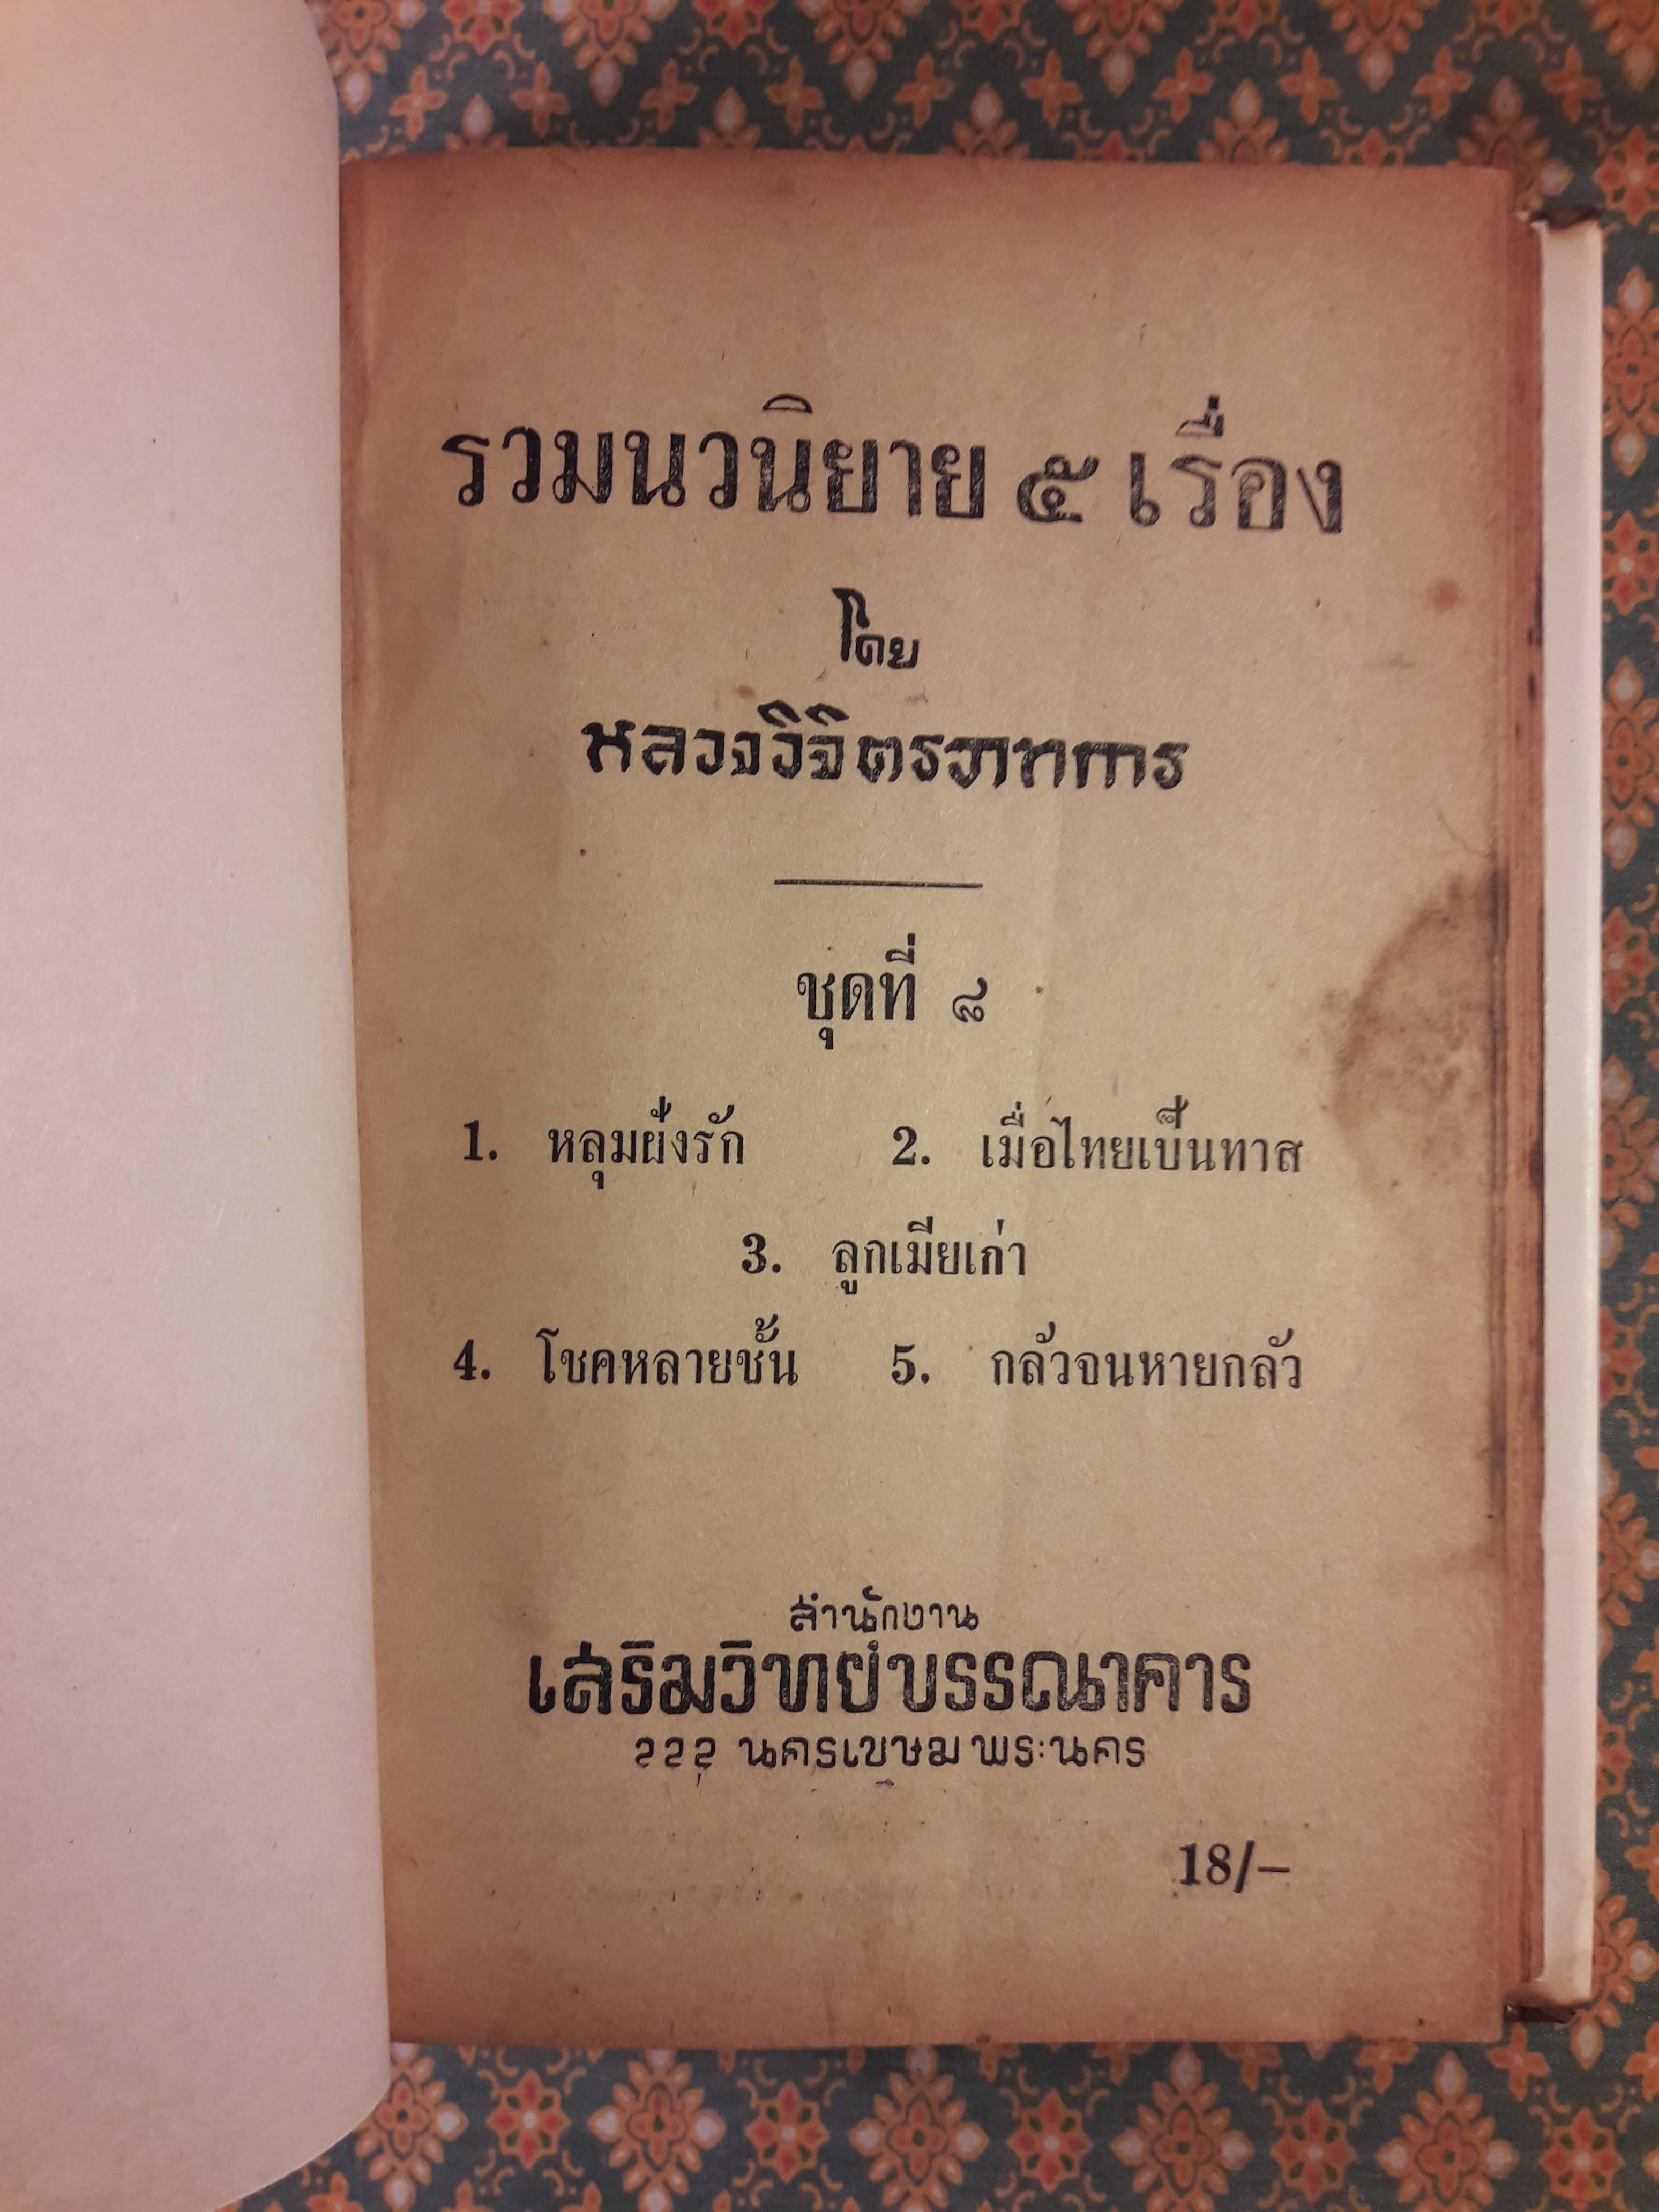 รวมนวนิยาย ๕ เรื่อง
โดย
หลวงวิจิตรวาทการ
ชุดที่ ๘
1. หลุมฝังรัก 2. เมื่อไทยเป็นทาส
3. ลูกเมียเก่า
4. โชคหลายชั้น 5. กลัวจนหายกลัว
สำนักงาน
เสริมวิทย์บรรณาคาร
๖๖๖ นครเขษม พระนคร
18/–